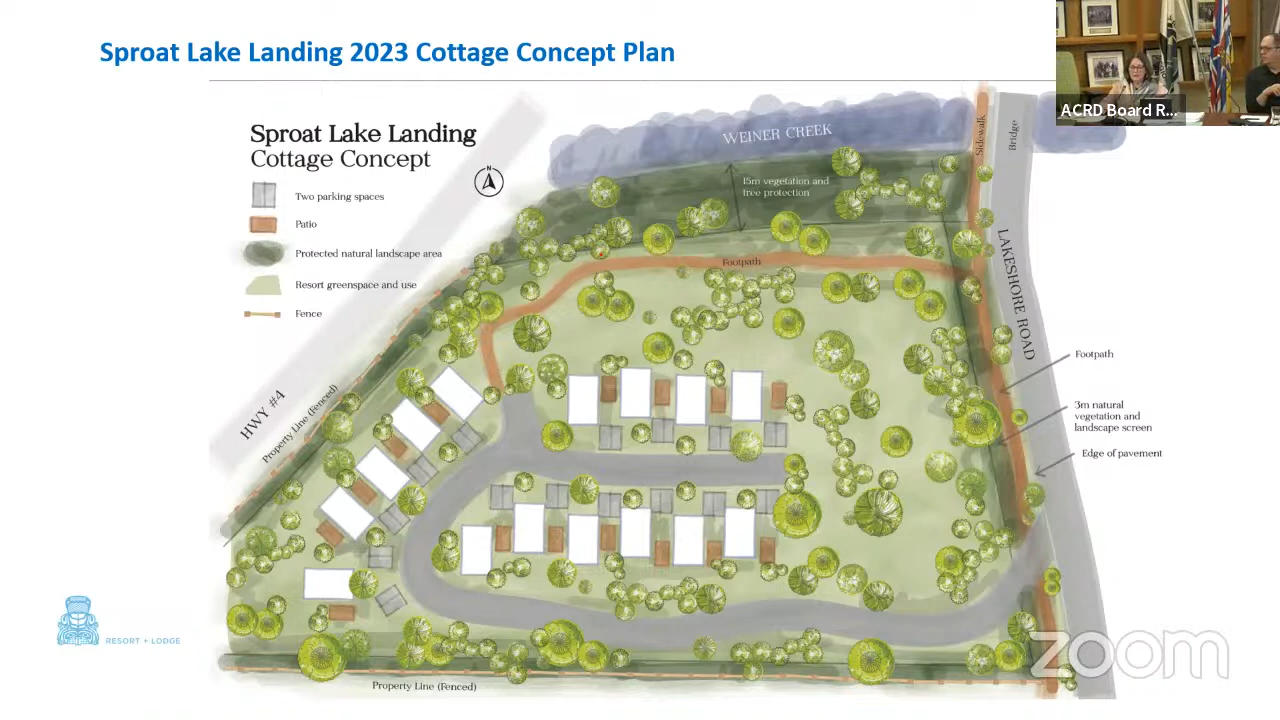 Sproat Lake Landing 2023 Cottage Concept Plan
ACRD Board R...
Sproat Lake Landing
Cottage Concept
N
Two parking spaces
Patio
Protected natural landscape area
Resort greenspace and use
Fence
WEINER CREEK
Sidewalk
Bridge
15m vegetation and
tree protection
Footpath
LAKESHORE ROAD
HWY #4
Property Line (Fenced)
Footpath
3m natural
vegetation and
landscape screen
Edge of pavement
RESORT + LODGE
Property Line (Fenced)
zoom